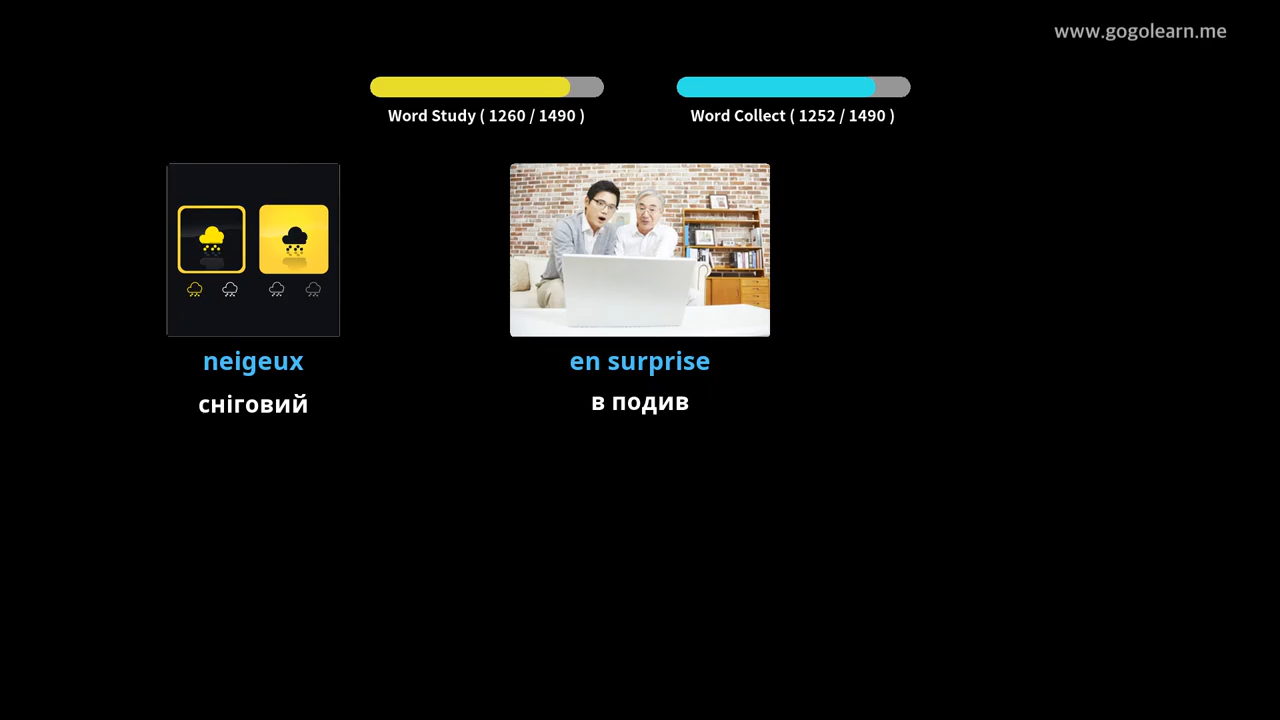 www.gogolearn.me
Word Study ( 1260 / 1490 )
Word Collect ( 1252 / 1490 )
neigeux
сніговий
en surprise
в подив